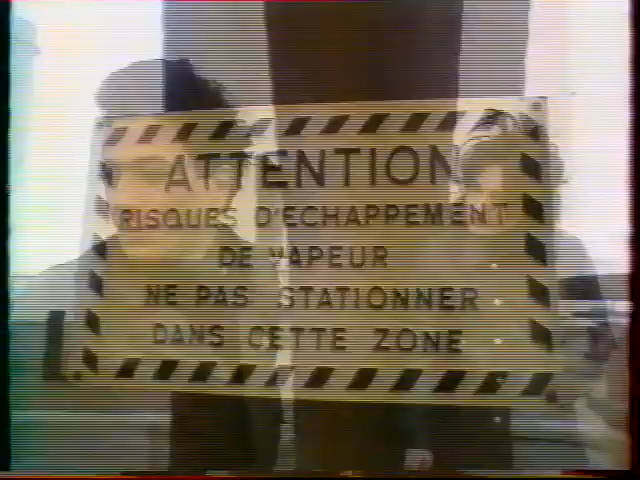 ATTENTION
RISQUES D'ECHAPPEMENT
DE VAPEUR
NE PAS STATIONNER
DANS CETTE ZONE